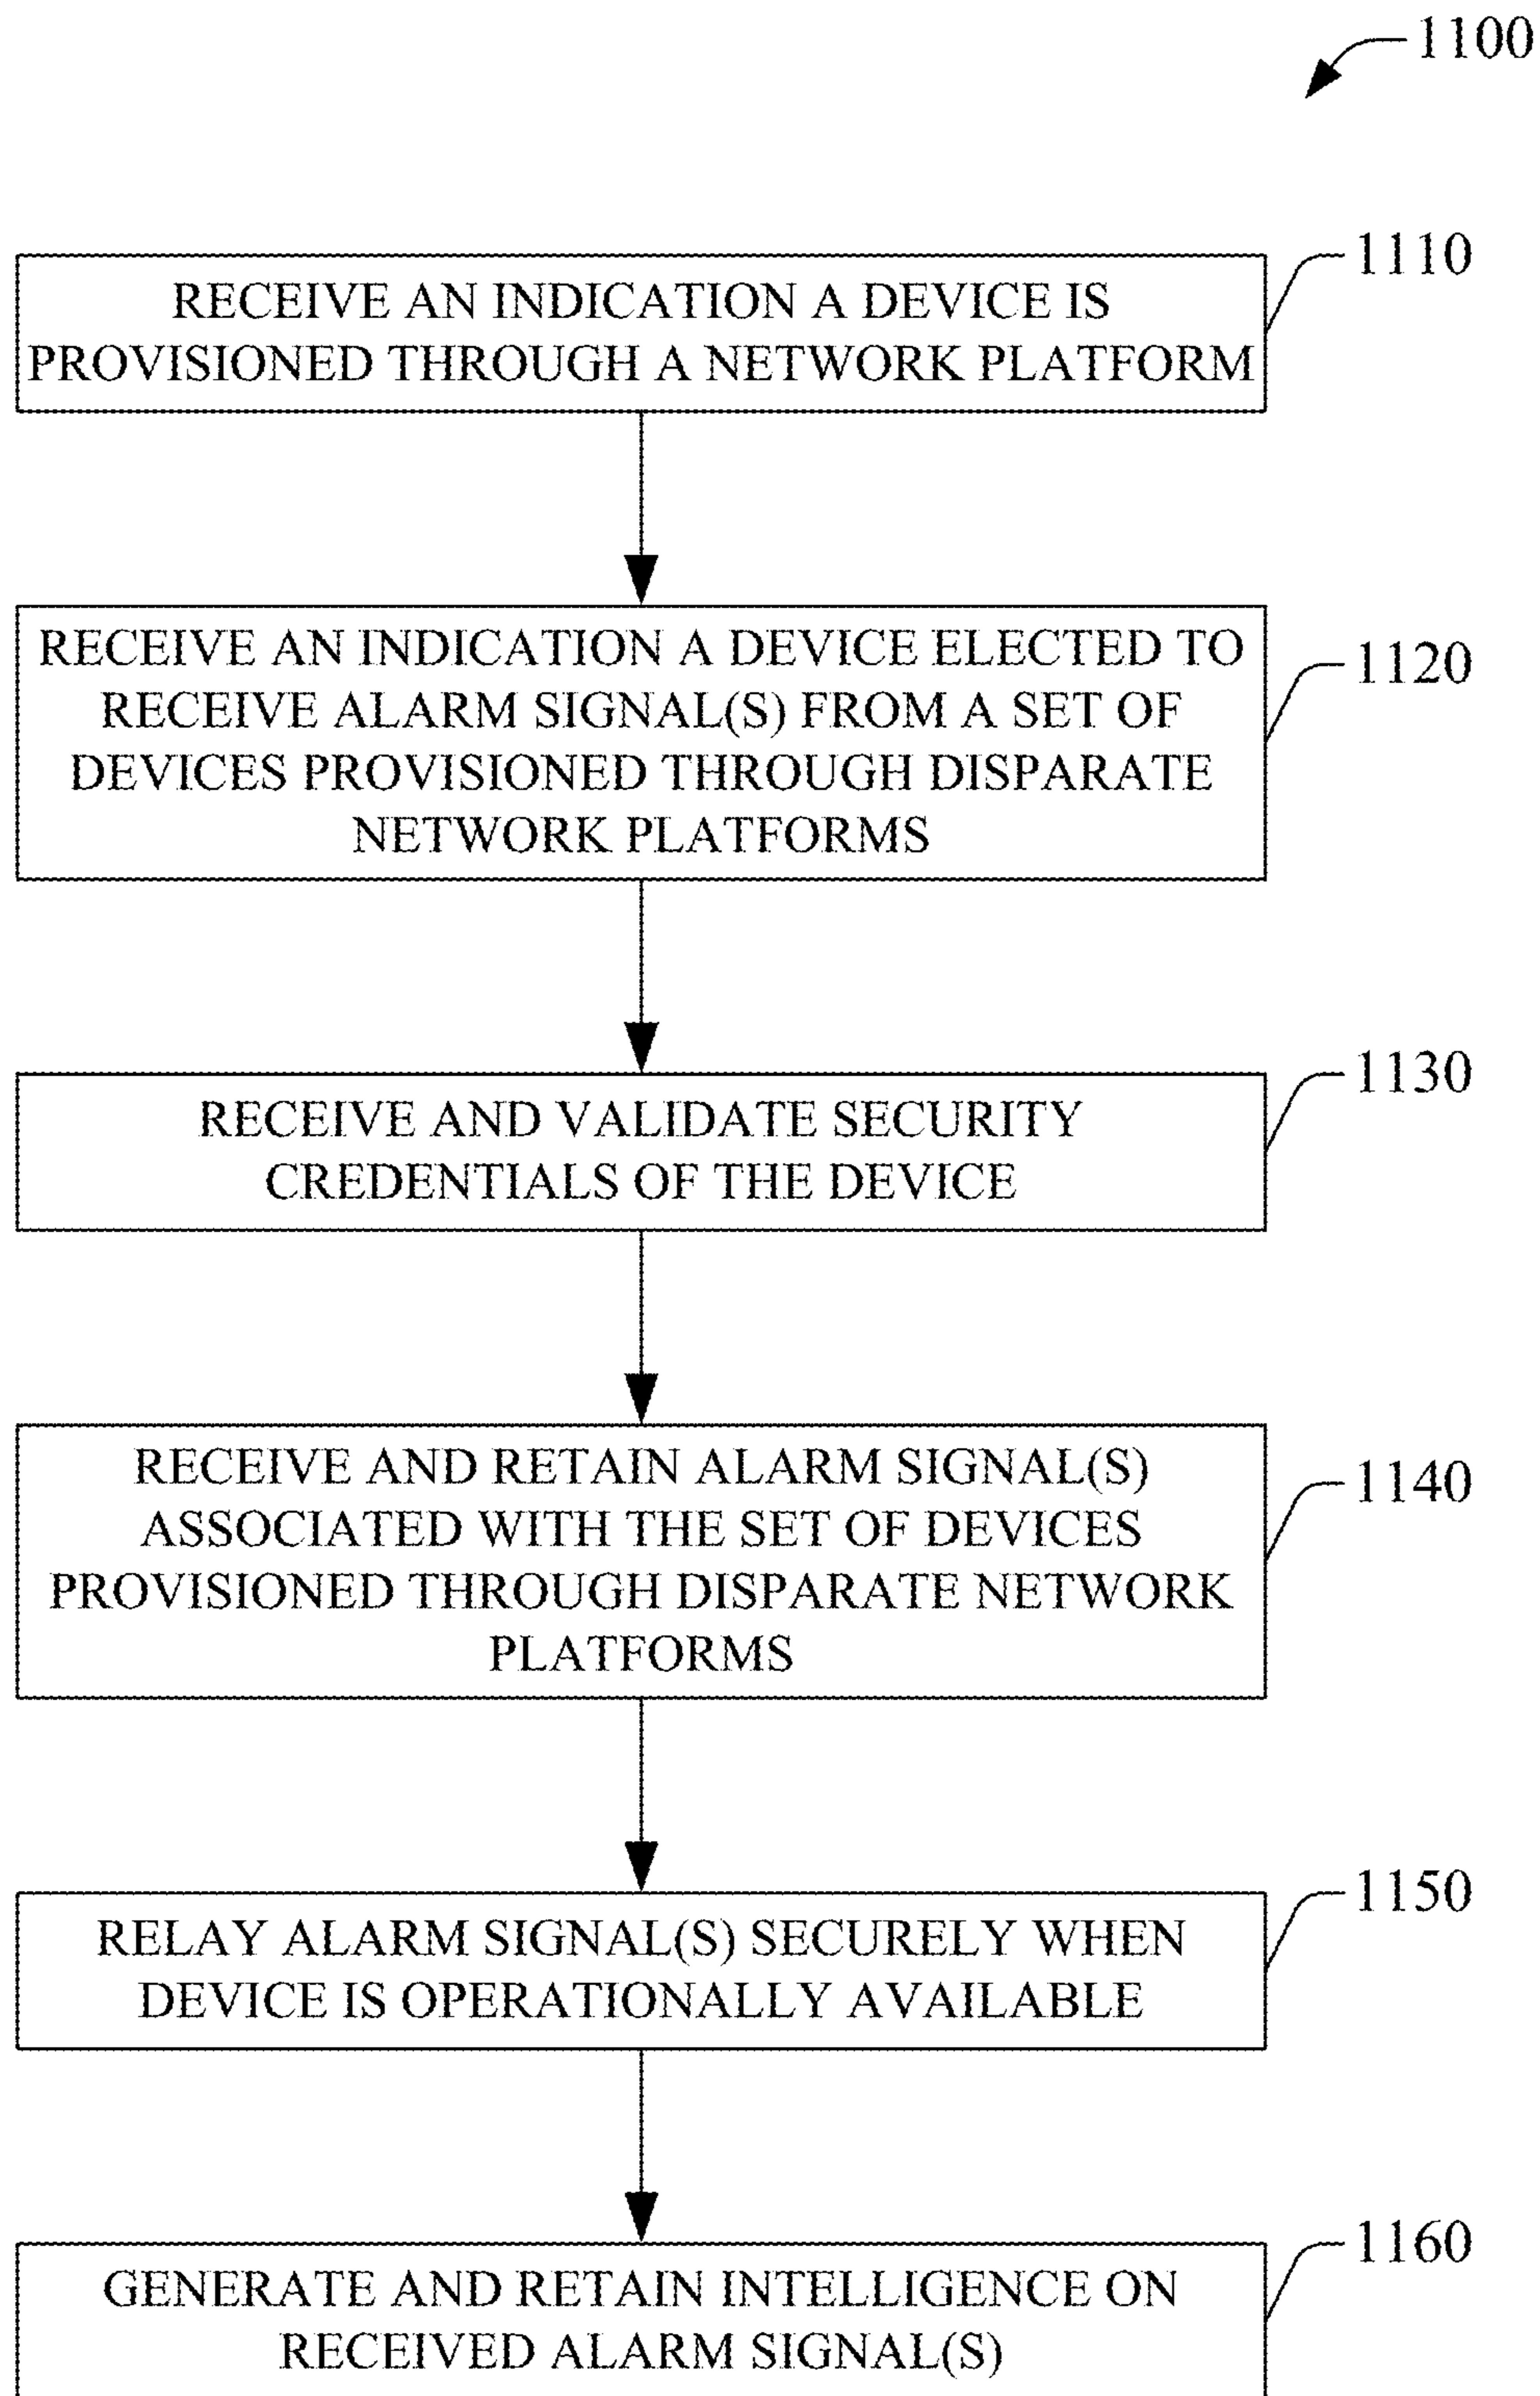 1100
1110
RECEIVE AN INDICATION A DEVICE IS
PROVISIONED THROUGH A NETWORK PLATFORM
1120
RECEIVE AN INDICATION A DEVICE ELECTED TO
RECEIVE ALARM SIGNAL(S) FROM A SET OF
DEVICES PROVISIONED THROUGH DISPARATE
NETWORK PLATFORMS
1130
RECEIVE AND VALIDATE SECURITY
CREDENTIALS OF THE DEVICE
1140
RECEIVE AND RETAIN ALARM SIGNAL(S)
ASSOCIATED WITH THE SET OF DEVICES
PROVISIONED THROUGH DISPARATE NETWORK
PLATFORMS
1150
RELAY ALARM SIGNAL(S) SECURELY WHEN
DEVICE IS OPERATIONALLY AVAILABLE
1160
GENERATE AND RETAIN INTELLIGENCE ON
RECEIVED ALARM SIGNAL(S)